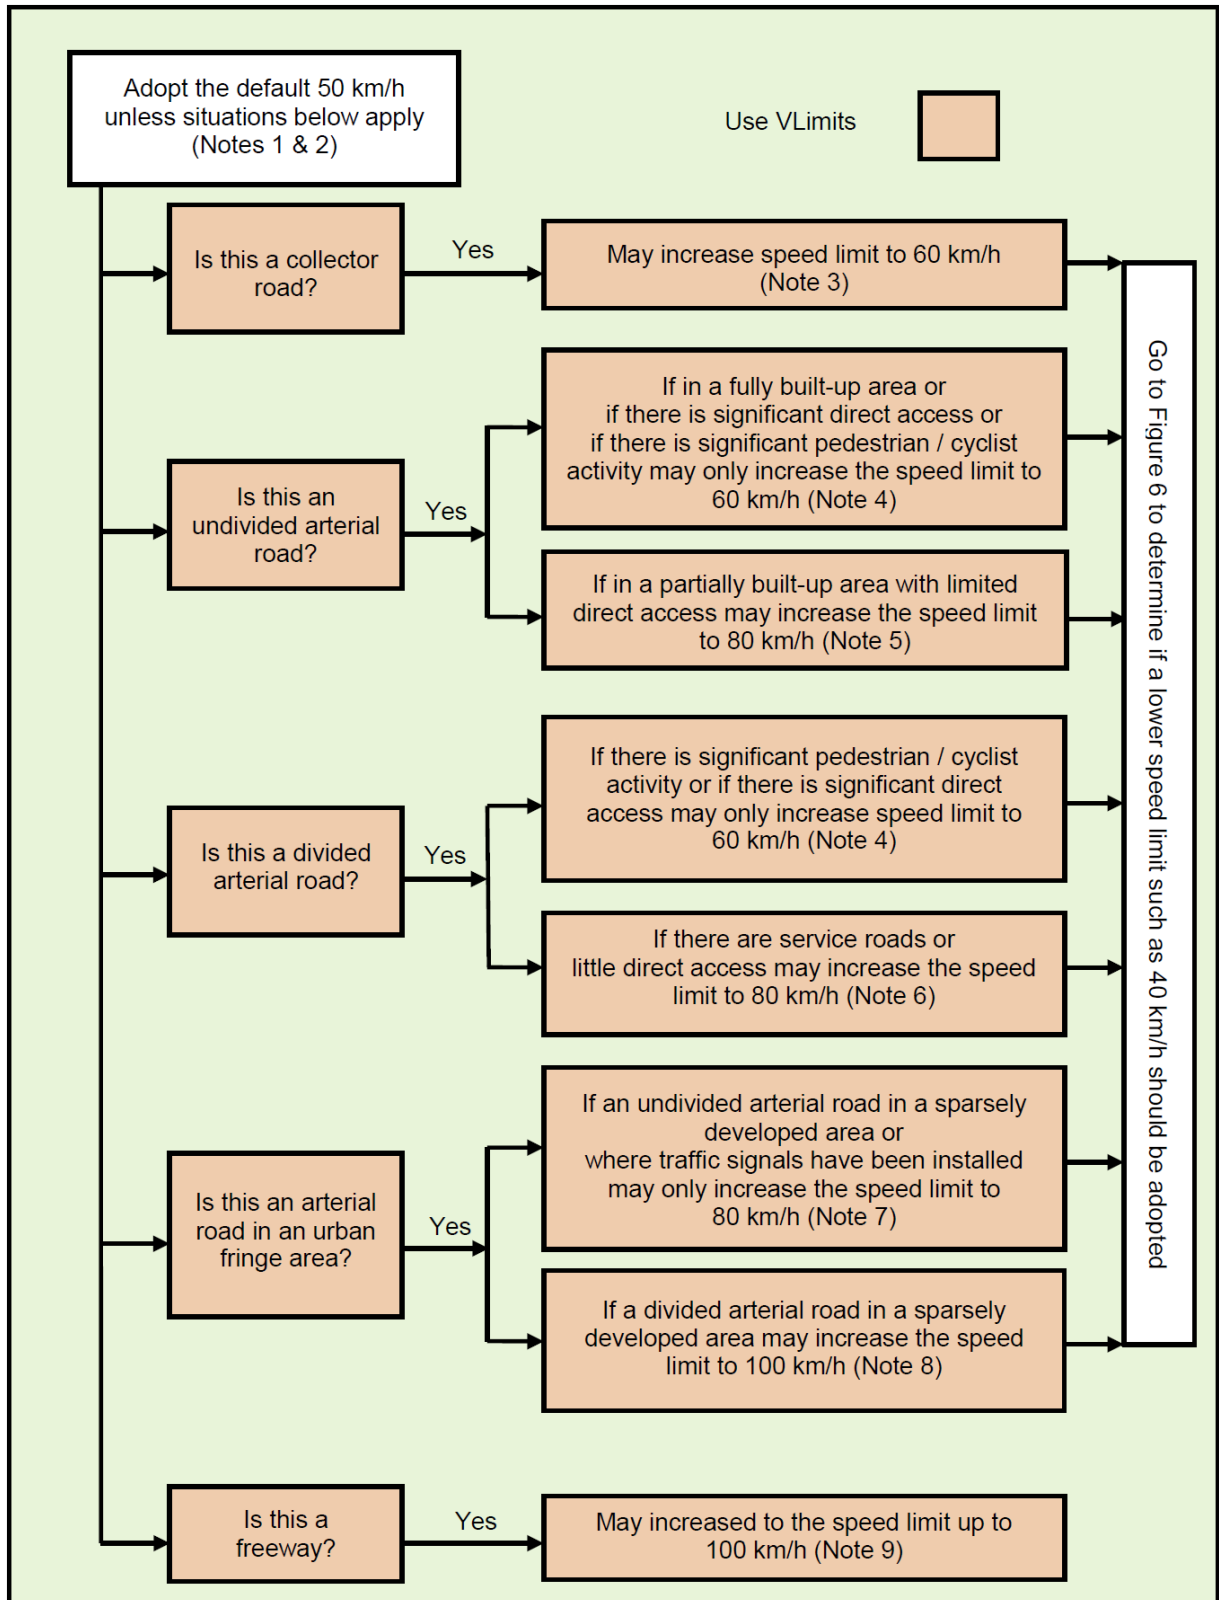 Adopt the default 50 km/h
unless situations below apply
(Notes 1 & 2)
Use VLimits
Is this a collector
road?
Yes
May increase speed limit to 60 km/h
(Note 3)
Is this an
undivided arterial
road?
Yes
If in a fully built-up area or
if there is significant direct access or
if there is significant pedestrian / cyclist
activity may only increase the speed limit to
60 km/h (Note 4)
If in a partially built-up area with limited
direct access may increase the speed limit
to 80 km/h (Note 5)
Is this a divided
arterial road?
Yes
If there is significant pedestrian / cyclist
activity or if there is significant direct
access may only increase speed limit to
60 km/h (Note 4)
If there are service roads or
little direct access may increase the speed
limit to 80 km/h (Note 6)
Is this an arterial
road in an urban
fringe area?
Yes
If an undivided arterial road in a sparsely
developed area or
where traffic signals have been installed
may only increase the speed limit to
80 km/h (Note 7)
If a divided arterial road in a sparsely
developed area may increase the speed
limit to 100 km/h (Note 8)
Is this a
freeway?
Yes
May increased to the speed limit up to
100 km/h (Note 9)
Go to Figure 6 to determine if a lower speed limit such as 40 km/h should be adopted